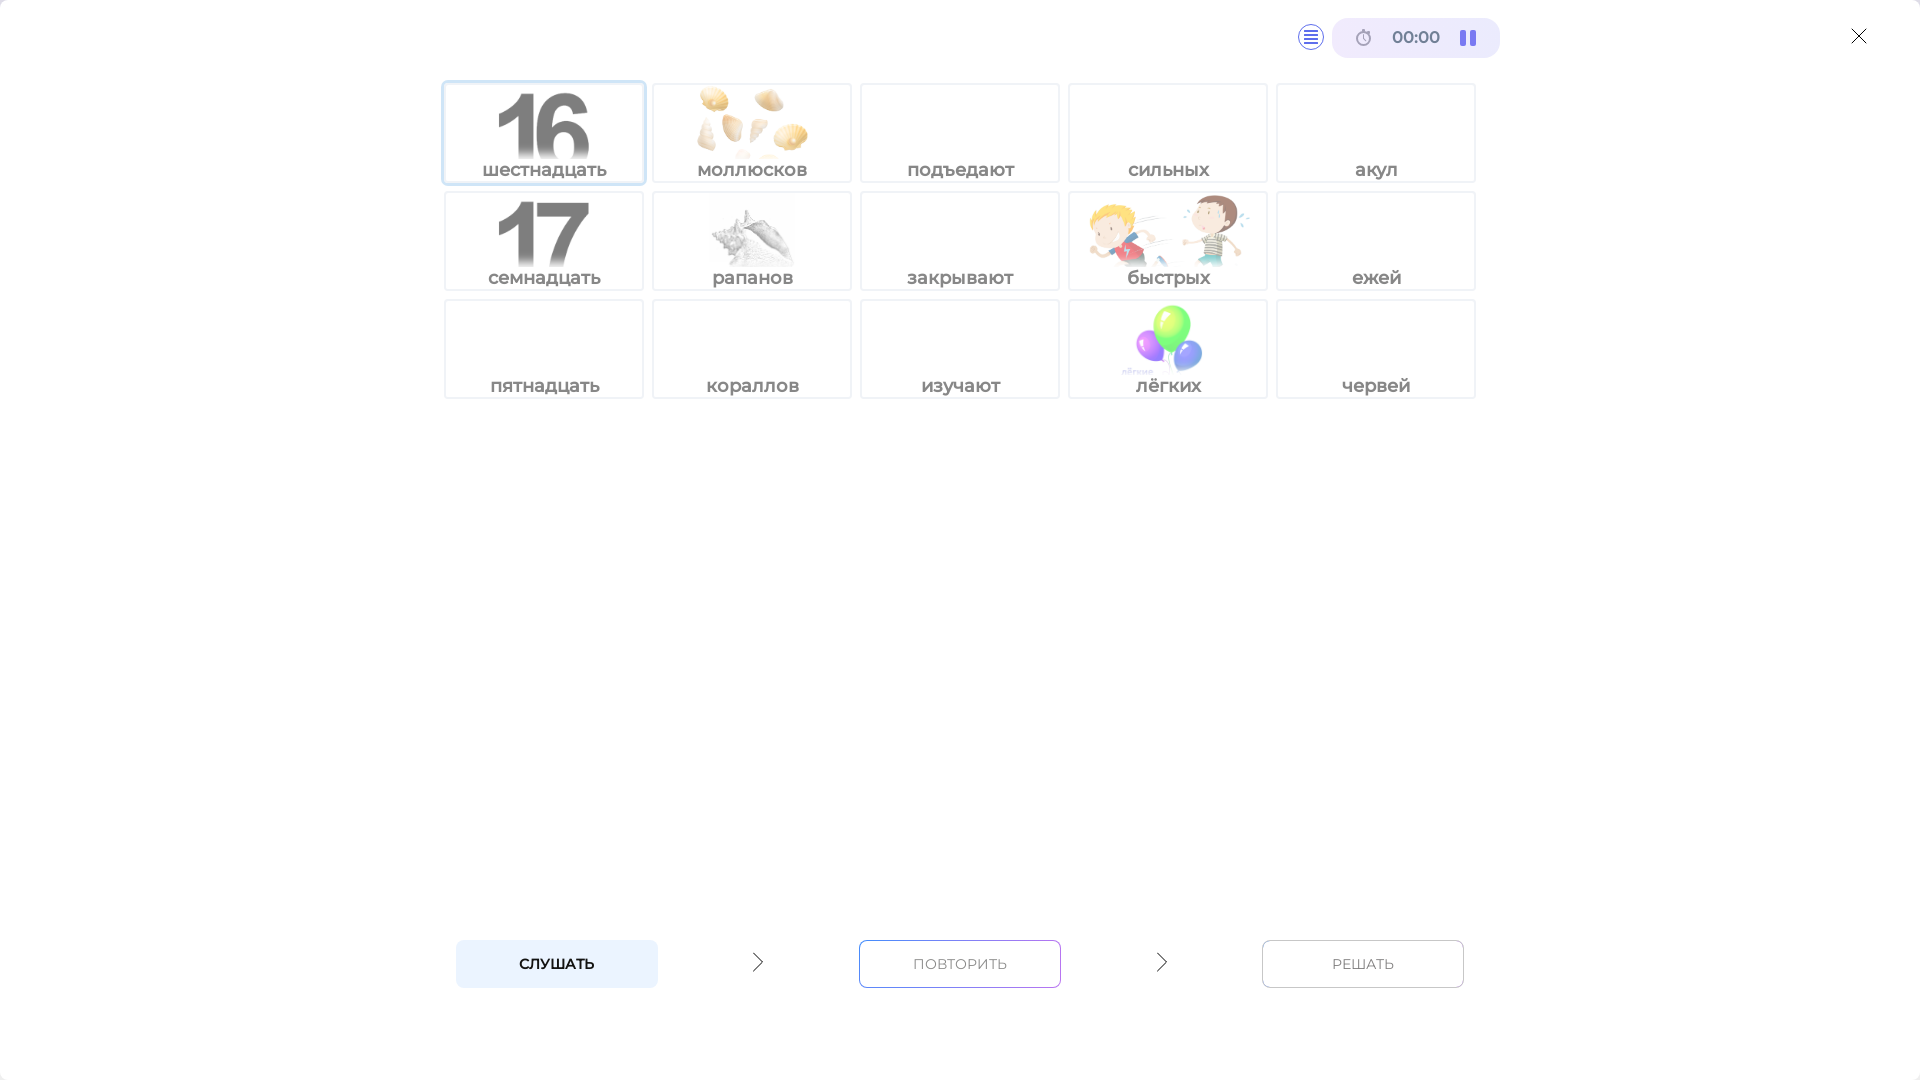 00:00
16
шестнадцать
моллюсков
подъедают
сильных
акул
17
семнадцать
рапанов
закрывают
быстрых
ежей
пятнадцать
кораллов
изучают
лёгкие
лёгких
червей
СЛУШАТЬ
ПОВТОРИТЬ
РЕШАТЬ